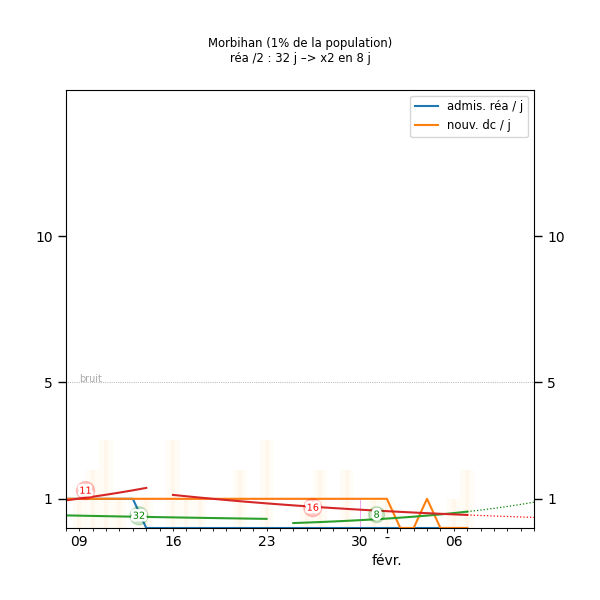 Morbihan (1% de la population)
réa /2 : 32 j –> x2 en 8 j
admis. réa / j
nouv. dc / j
10 10
bruit
5 5
11
16
32
8
1 1
09 16 23 30 - 06
févr.